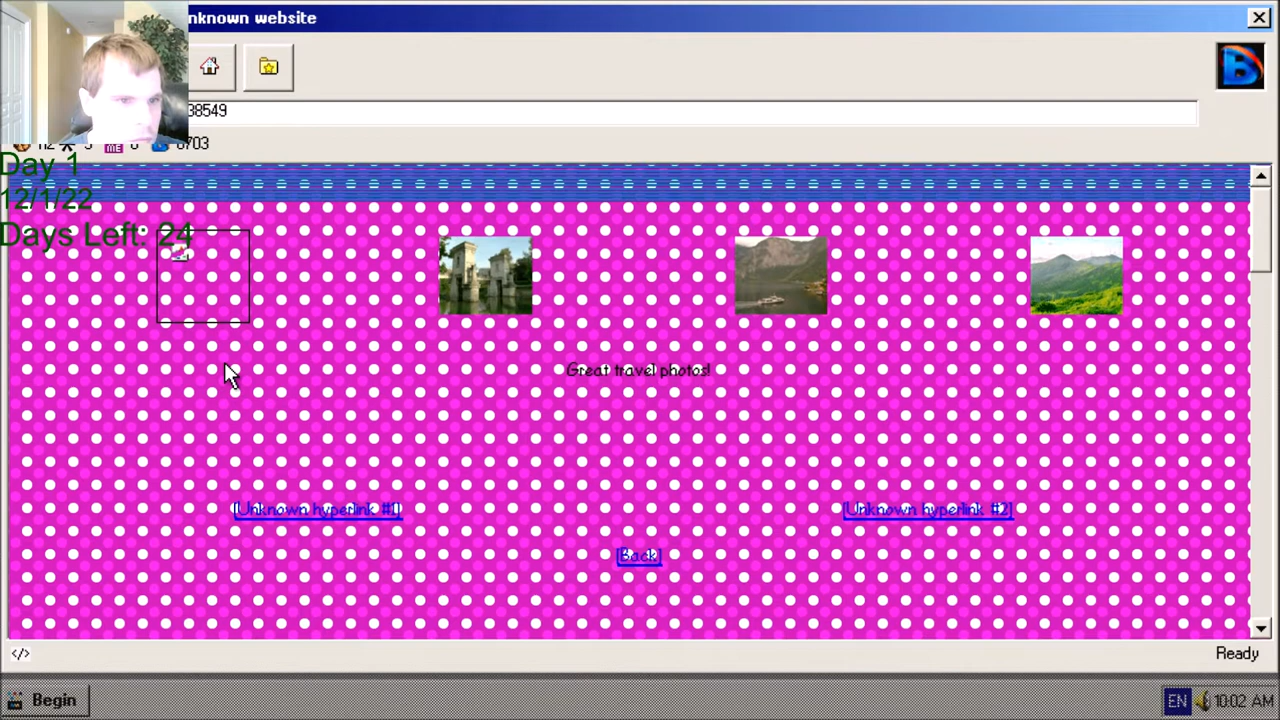 nknown website
38549
ME
Day 1
12/1/22
Days Left: 24
Great travel photos!
[Unknown hyperlink #1]
[Unknown hyperlink #2]
[Back]
</> Ready
Begin
EN 10:02 AM